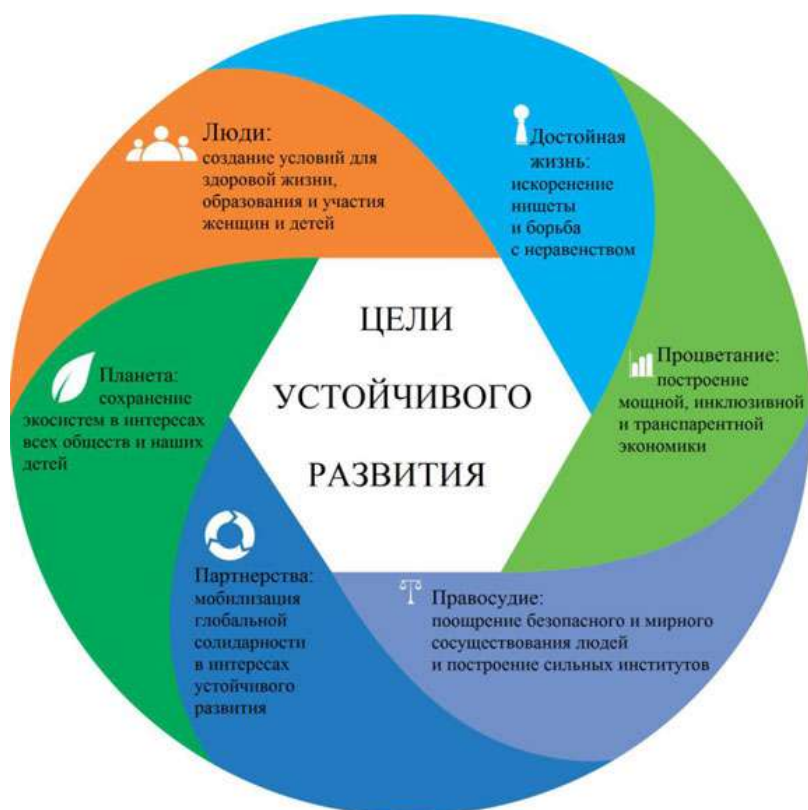 ЦЕЛИ
УСТОЙЧИВОГО
РАЗВИТИЯ
Люди:
создание условий для
здоровой жизни,
образования и участия
женщин и детей
Достойная
жизнь:
искоренение
нищеты
и борьба
с неравенством
Процветание:
построение
мощной, инклюзивной
и транспарентной
экономики
Правосудие:
поощрение безопасного и мирного
сосуществования людей
и построение сильных институтов
Партнерства:
мобилизация
глобальной
солидарности
в интересах
устойчивого
развития
Планета:
сохранение
экосистем в интересах
всех обществ и наших
детей